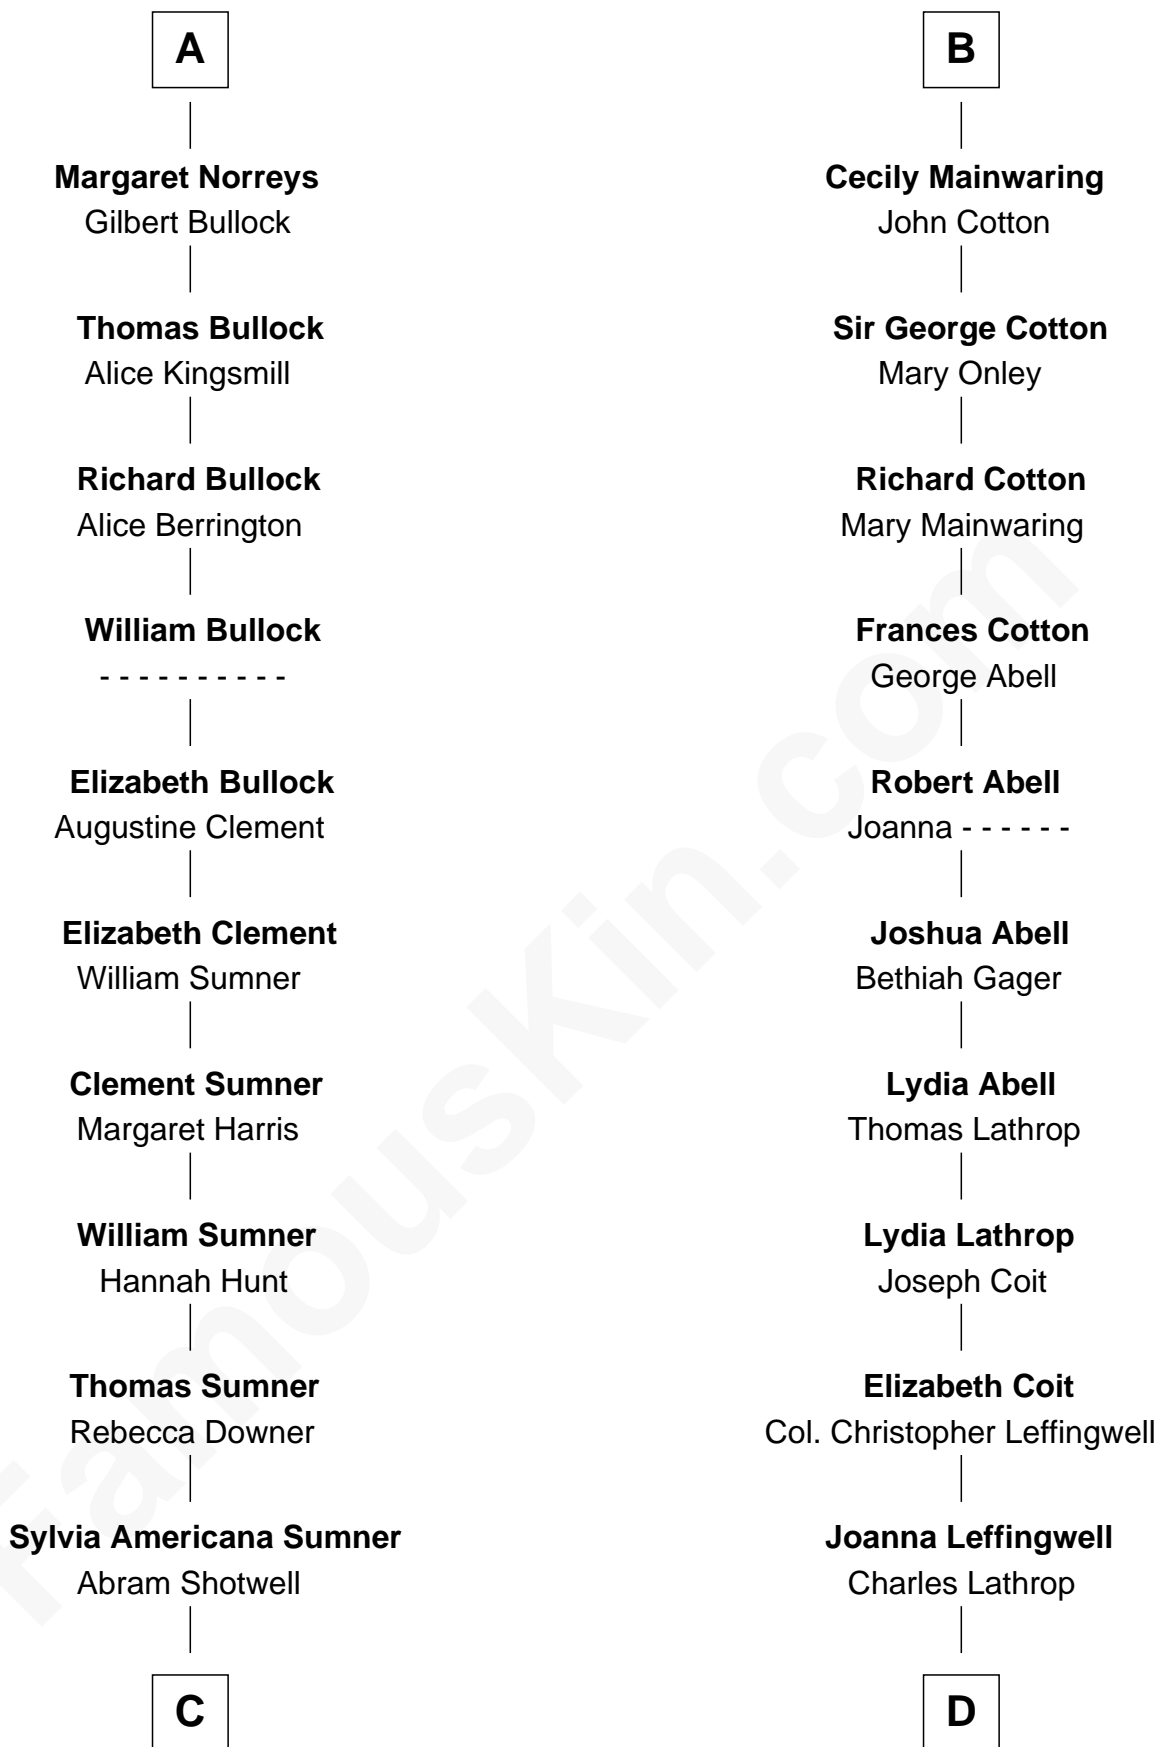 A
Margaret Norreys
Gilbert Bullock
Thomas Bullock
Alice Kingsmill
Richard Bullock
Alice Berrington
William Bullock
- - - - - - - - - -
Elizabeth Bullock
Augustine Clement
Elizabeth Clement
William Sumner
Clement Sumner
Margaret Harris
William Sumner
Hannah Hunt
Thomas Sumner
Rebecca Downer
Sylvia Americana Sumner
Abram Shotwell
C
B
Cecily Mainwaring
John Cotton
Sir George Cotton
Mary Onley
Richard Cotton
Mary Mainwaring
Frances Cotton
George Abell
Robert Abell
Joanna - - - - - -
Joshua Abell
Bethiah Gager
Lydia Abell
Thomas Lathrop
Lydia Lathrop
Joseph Coit
Elizabeth Coit
Col. Christopher Leffingwell
Joanna Leffingwell
Charles Lathrop
D
FamousKin.com